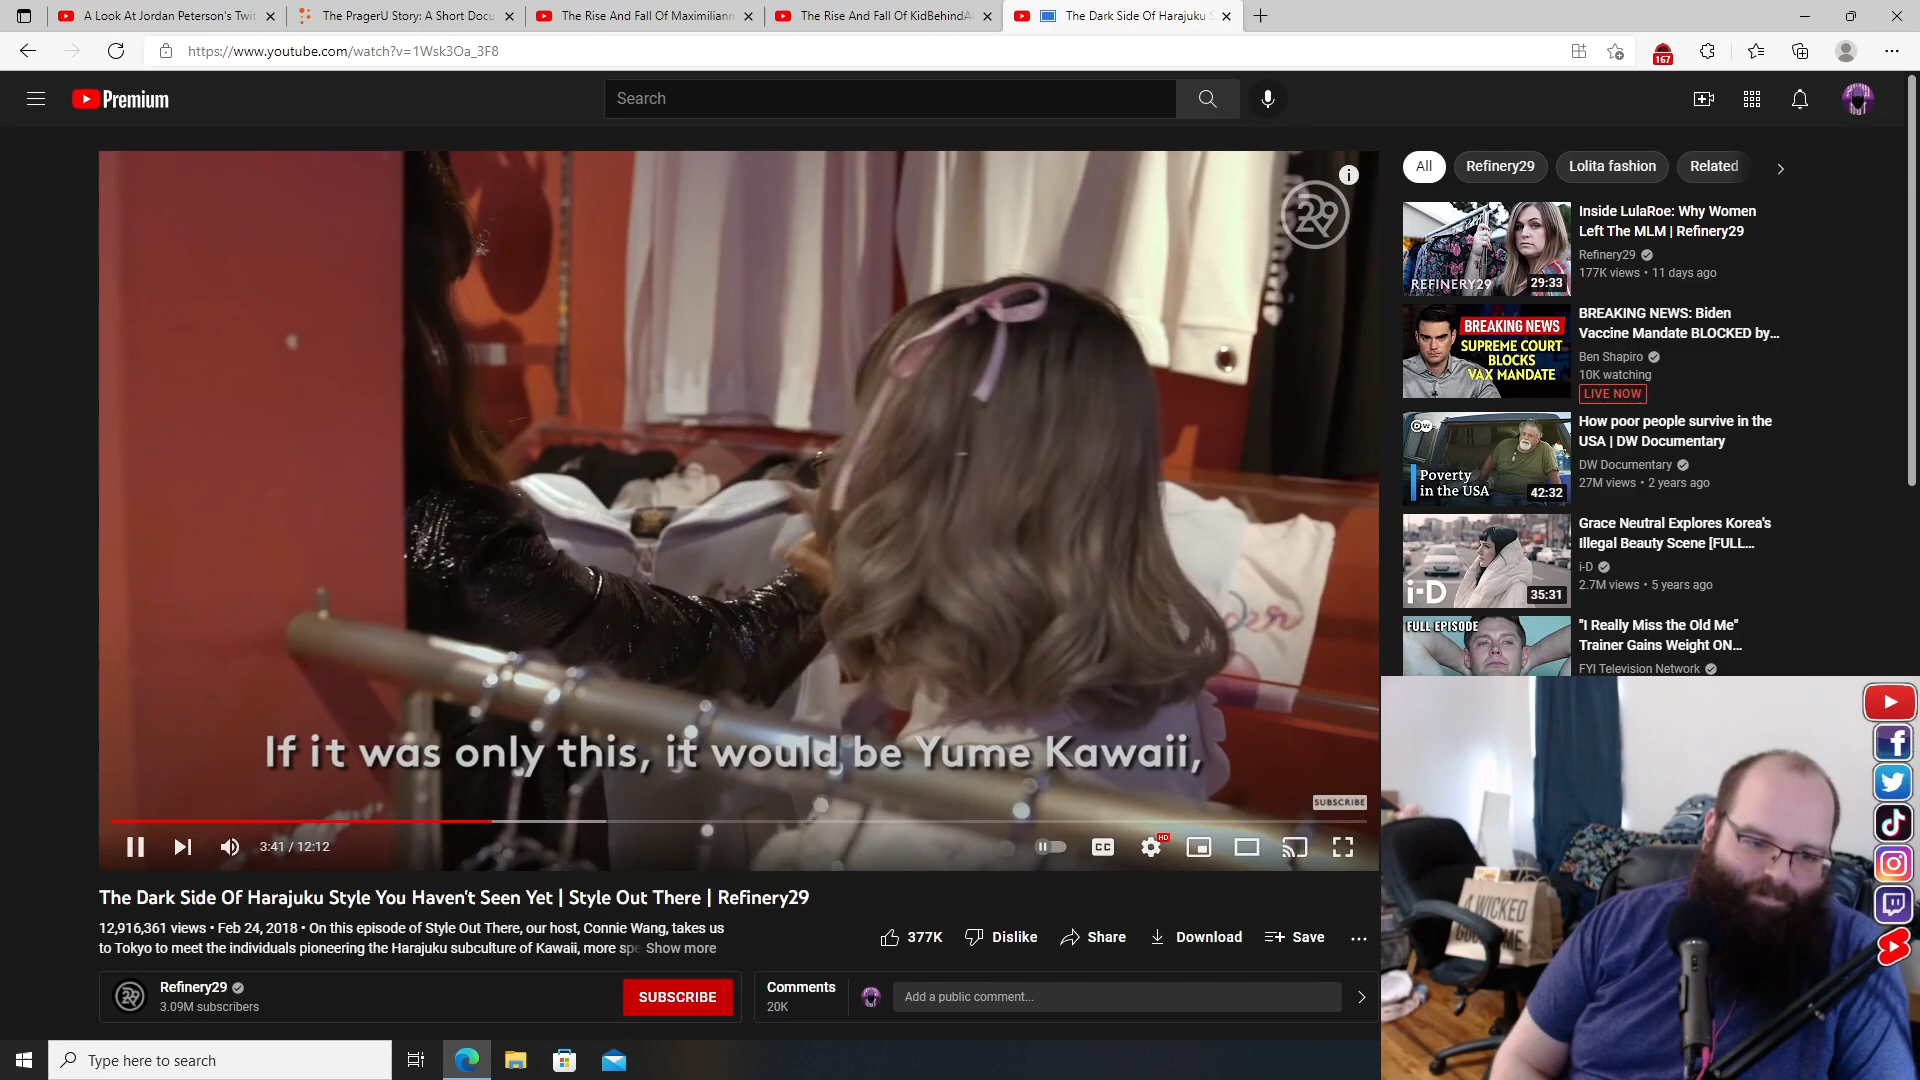 A Look At Jordan Peterson's Twit
The PragerU Story: A Short Docu
The Rise And Fall Of Maximilianm
The Rise And Fall Of KidBehindA
The Dark Side Of Harajuku S
https://www.youtube.com/watch?v=1Wsk3Oa_3F8
167
Premium
Search
All
Refinery29
Lolita fashion
Related
29
If it was only this, it would be Yume Kawaii,
SUBSCRIBE
3:41 / 12:12
CC
HD
The Dark Side Of Harajuku Style You Haven't Seen Yet | Style Out There | Refinery29
12,916,361 views • Feb 24, 2018 • On this episode of Style Out There, our host, Connie Wang, takes us
to Tokyo to meet the individuals pioneering the Harajuku subculture of Kawaii, more spe Show more
377K
Dislike
Share
Download
Save
Refinery29
3.09M subscribers
SUBSCRIBE
Comments
20K
Add a public comment...
REFINERY29
29:33
Inside LulaRoe: Why Women
Left The MLM | Refinery29
Refinery29
177K views • 11 days ago
BREAKING NEWS
SUPREME COURT
BLOCKS
VAX MANDATE
BREAKING NEWS: Biden
Vaccine Mandate BLOCKED by...
Ben Shapiro
10K watching
LIVE NOW
DW
Poverty
in the USA
42:32
How poor people survive in the
USA | DW Documentary
DW Documentary
27M views • 2 years ago
i-D
35:31
Grace Neutral Explores Korea's
Illegal Beauty Scene [FULL...
i-D
2.7M views • 5 years ago
FULL EPISODE
"I Really Miss the Old Me"
Trainer Gains Weight ON...
FYI Television Network
A WICKED
GOOD
Type here to search